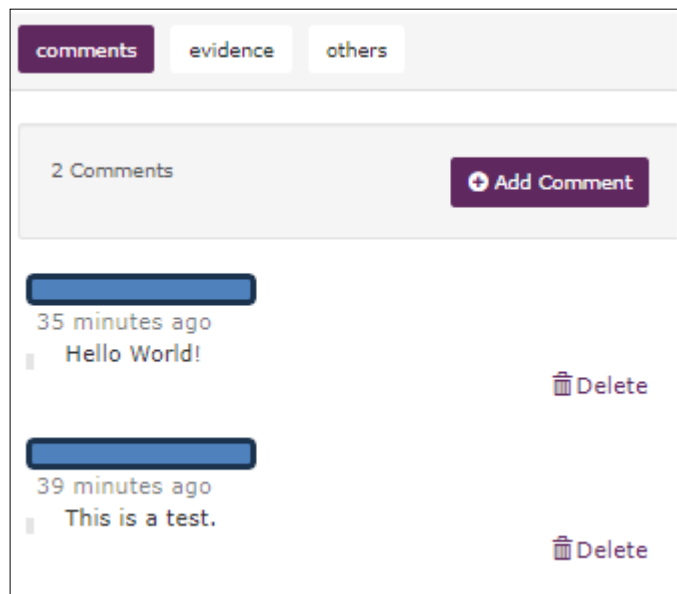 comments evidence others
2 Comments Add Comment
35 minutes ago
Hello World!
Delete
39 minutes ago
This is a test.
Delete